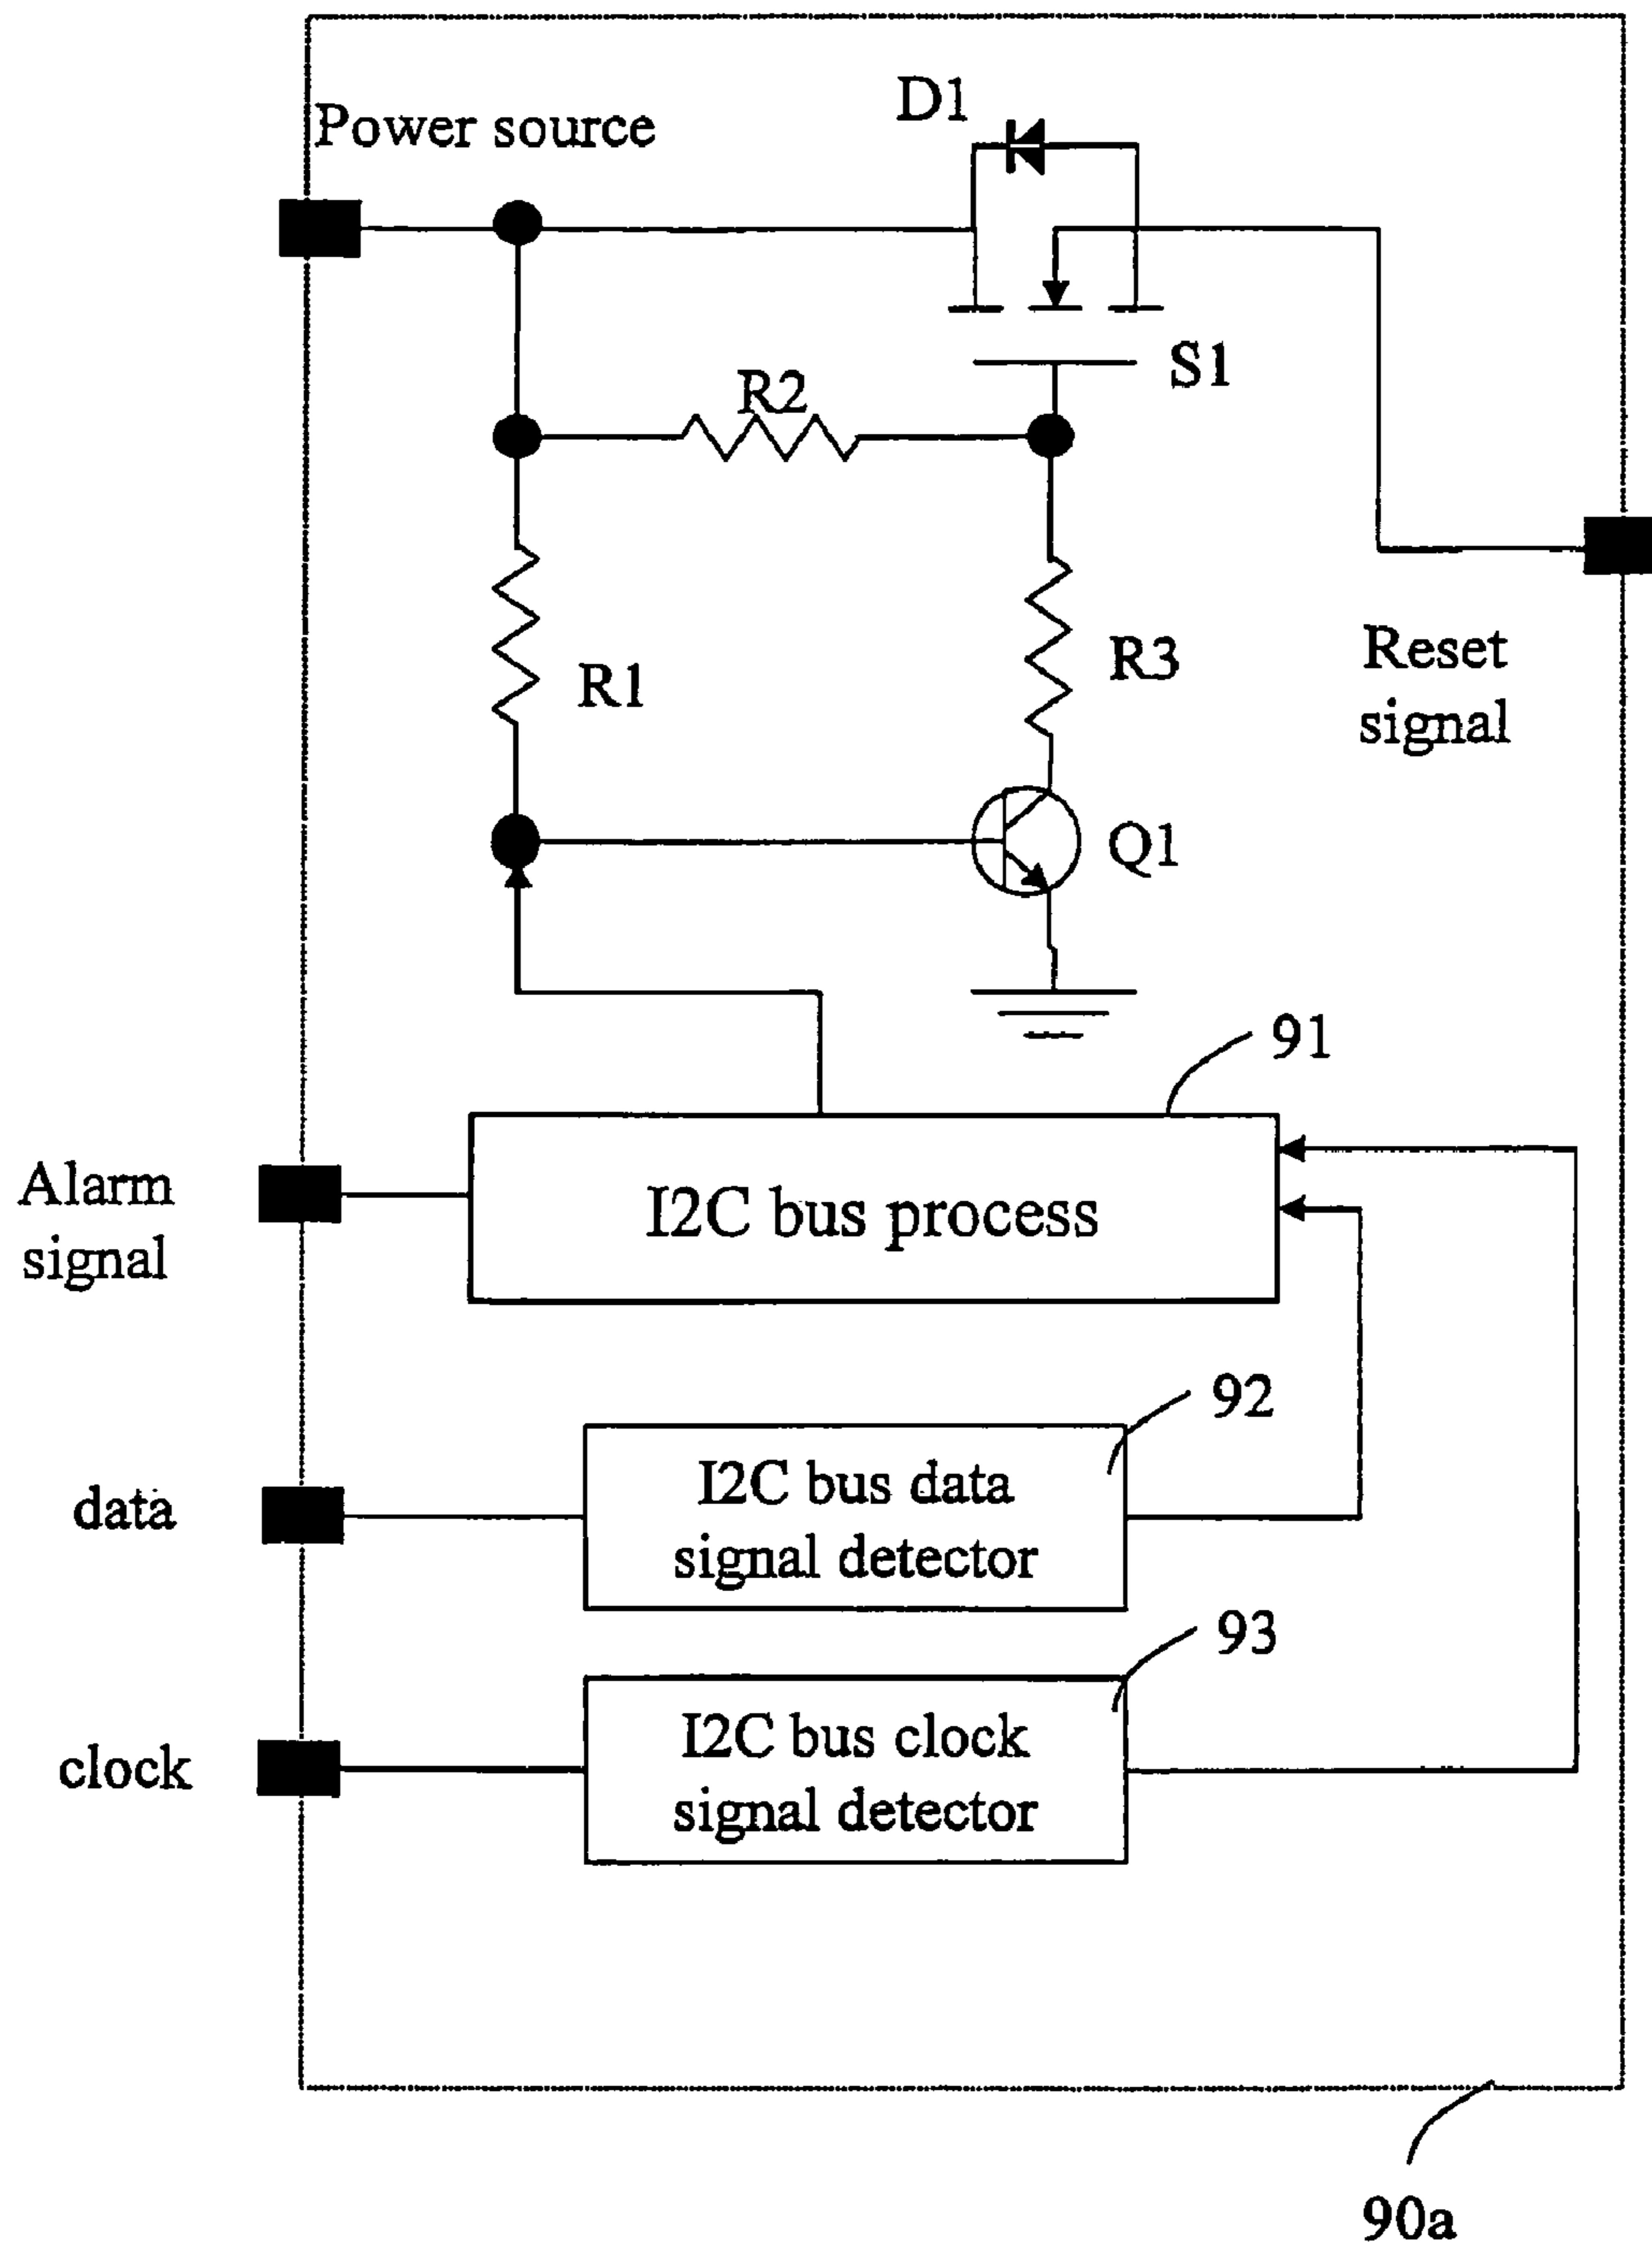 D1
Power source
S1
R2
R1
R3
Reset
signal
Q1
91
Alarm
signal
I2C bus process
92
data
I2C bus data
signal detector
93
clock
I2C bus clock
signal detector
90a